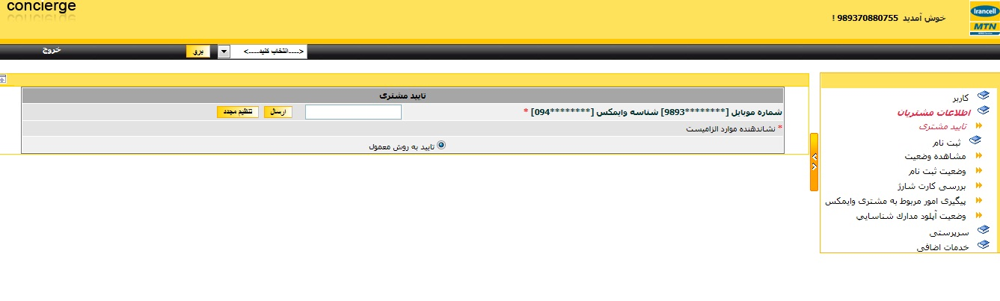 concierge
خوش آمدید 989370880755 !
Irancell
MTN
خروج
برو
<----انتخاب کنید---->
تایید مشتری
شماره موبایل [********9893] شناسه وایمکس [********094] *
ارسال
تنظیم مجدد
* نشاندهنده موارد الزامیست
تایید به روش معمول
کاربر
اطلاعات مشتریان
تایید مشتری
ثبت نام
مشاهده وضعیت
وضعیت ثبت نام
بررسی کارت شارژ
پیگیری امور مربوط به مشتری وایمکس
وضعیت آپلود مدارك شناسایی
سرپرستی
خدمات اضافی